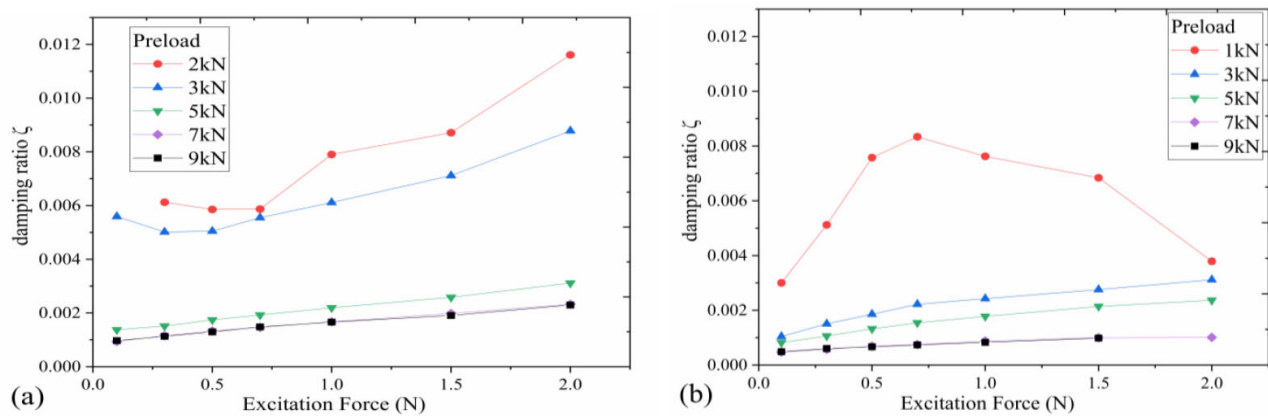 Preload
2kN
3kN
5kN
7kN
9kN
0.012
0.010
0.008
0.006
0.004
0.002
0.000
damping ratio ζ
0.0 0.5 1.0 1.5 2.0
Excitation Force (N)
(a)
Preload
1kN
3kN
5kN
7kN
9kN
0.012
0.010
0.008
0.006
0.004
0.002
0.000
damping ratio ζ
0.0 0.5 1.0 1.5 2.0
Excitation Force (N)
(b)